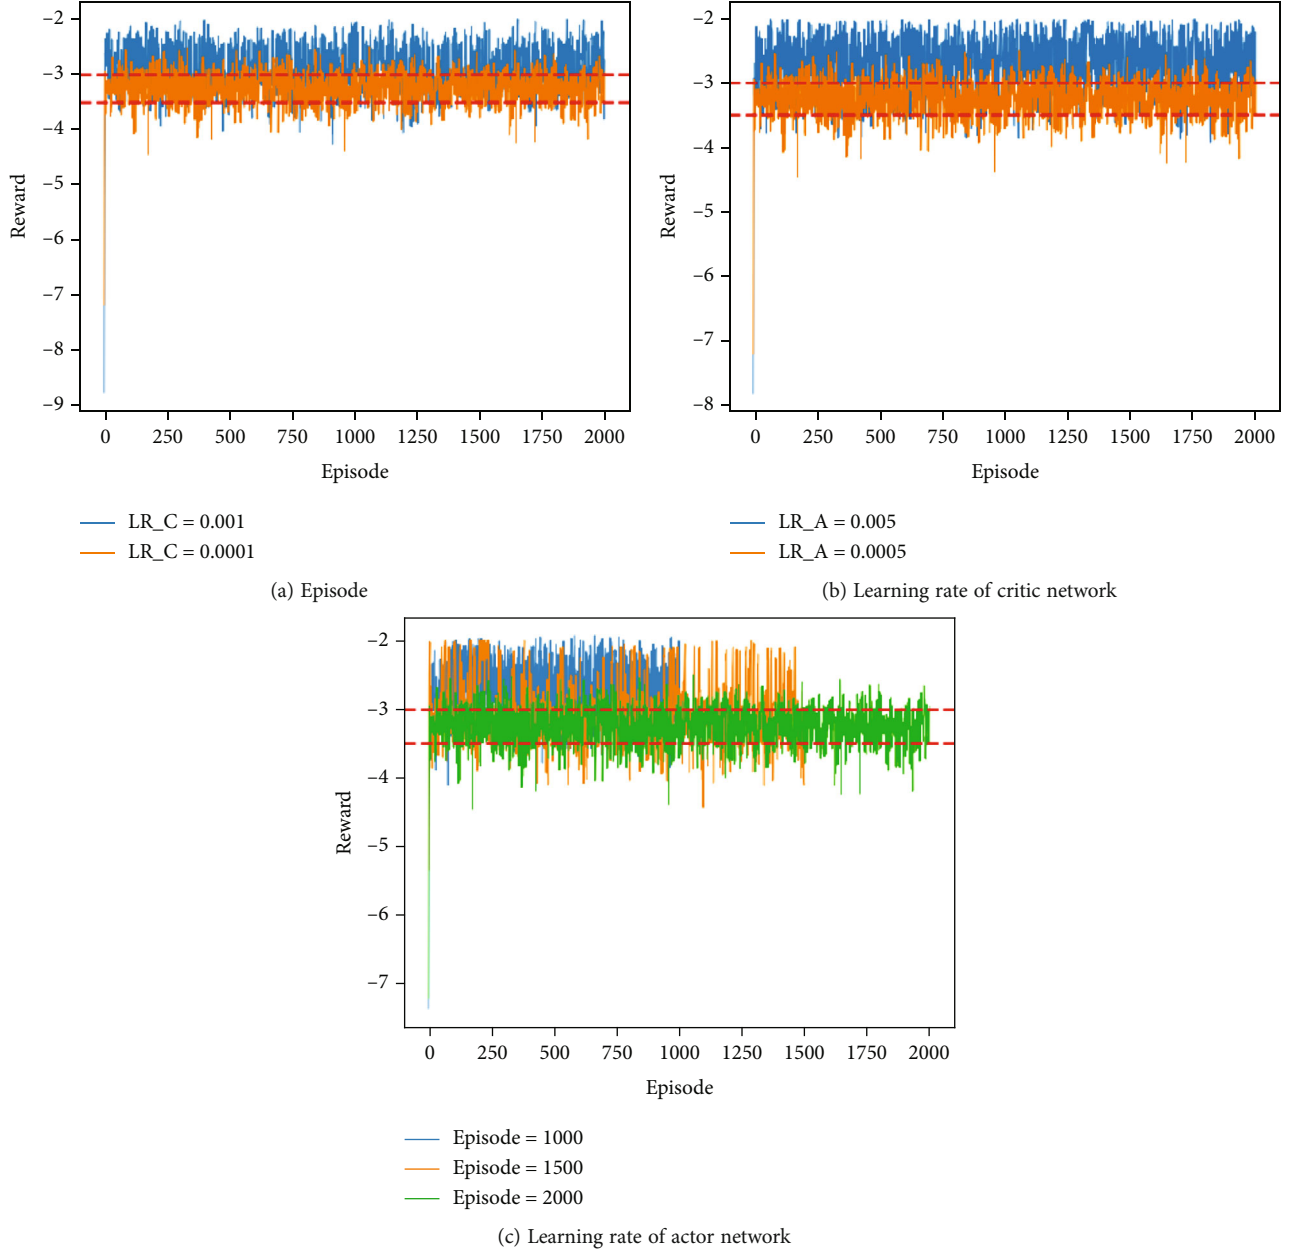 −2
−3
−4
−5
−6
−7
−8
−9
Reward
0 250 500 750 1000 1250 1500 1750 2000
Episode
LR_C = 0.001
LR_C = 0.0001
(a) Episode
−2
−3
−4
−5
−6
−7
−8
Reward
0 250 500 750 1000 1250 1500 1750 2000
Episode
LR_A = 0.005
LR_A = 0.0005
(b) Learning rate of critic network
−2
−3
−4
−5
−6
−7
Reward
0 250 500 750 1000 1250 1500 1750 2000
Episode
Episode = 1000
Episode = 1500
Episode = 2000
(c) Learning rate of actor network